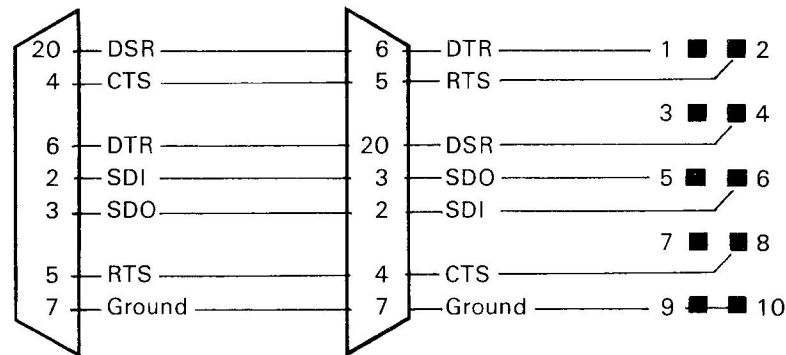 20 DSR 6 DTR 1 2
4 CTS 5 RTS
3 4
6 DTR 20 DSR
2 SDI 3 SDO 5 6
3 SDO 2 SDI
7 8
5 RTS 4 CTS
7 Ground 7 Ground 9 10